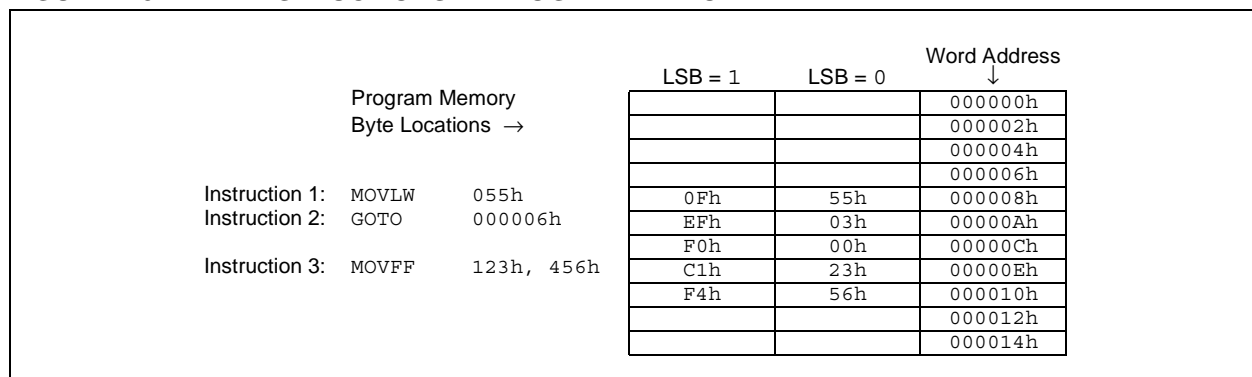 Word Address
LSB = 1 LSB = 0 ↓
Program Memory 000000h
Byte Locations → 000002h
000004h
000006h
Instruction 1: MOVLW 055h 0Fh 55h 000008h
Instruction 2: GOTO 000006h EFh 03h 00000Ah
F0h 00h 00000Ch
Instruction 3: MOVFF 123h, 456h C1h 23h 00000Eh
F4h 56h 000010h
000012h
000014h